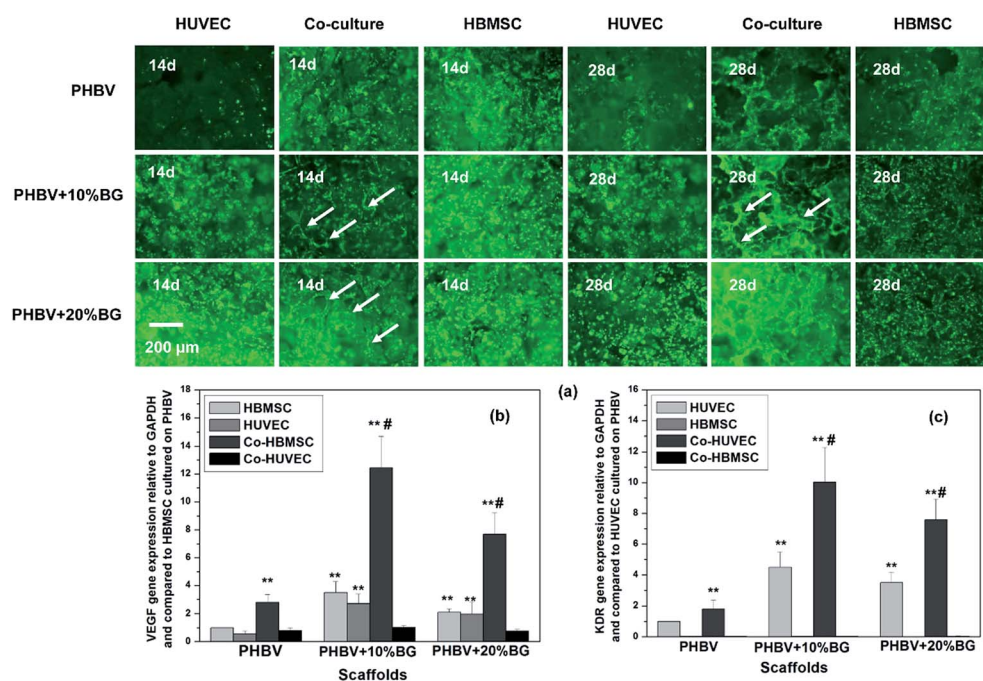 HUVEC Co-culture HBMSC HUVEC Co-culture HBMSC
PHBV
14d 14d 14d 28d 28d 28d
PHBV+10%BG
14d 14d 14d 28d 28d 28d
PHBV+20%BG
14d 14d 14d 28d 28d 28d
200 µm
(a)
VEGF gene expression relative to GAPDH
and compared to HBMSC cultured on PHBV
18
16
14
12
10
8
6
4
2
0
HBMSC
HUVEC
Co-HBMSC
Co-HUVEC
(b)
**
** ** ** #
** ** **#
PHBV PHBV+10%BG PHBV+20%BG
Scaffolds
KDR gene expression relative to GAPDH
and compared to HUVEC cultured on PHBV
16
14
12
10
8
6
4
2
0
HUVEC
HBMSC
Co-HUVEC
Co-HBMSC
(c)
**
** **#
** **#
PHBV PHBV+10%BG PHBV+20%BG
Scaffolds